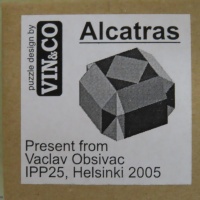 puzzle design by
VIN&CO
Alcatras
Present from
Vaclav Obsivac
IPP25, Helsinki 2005